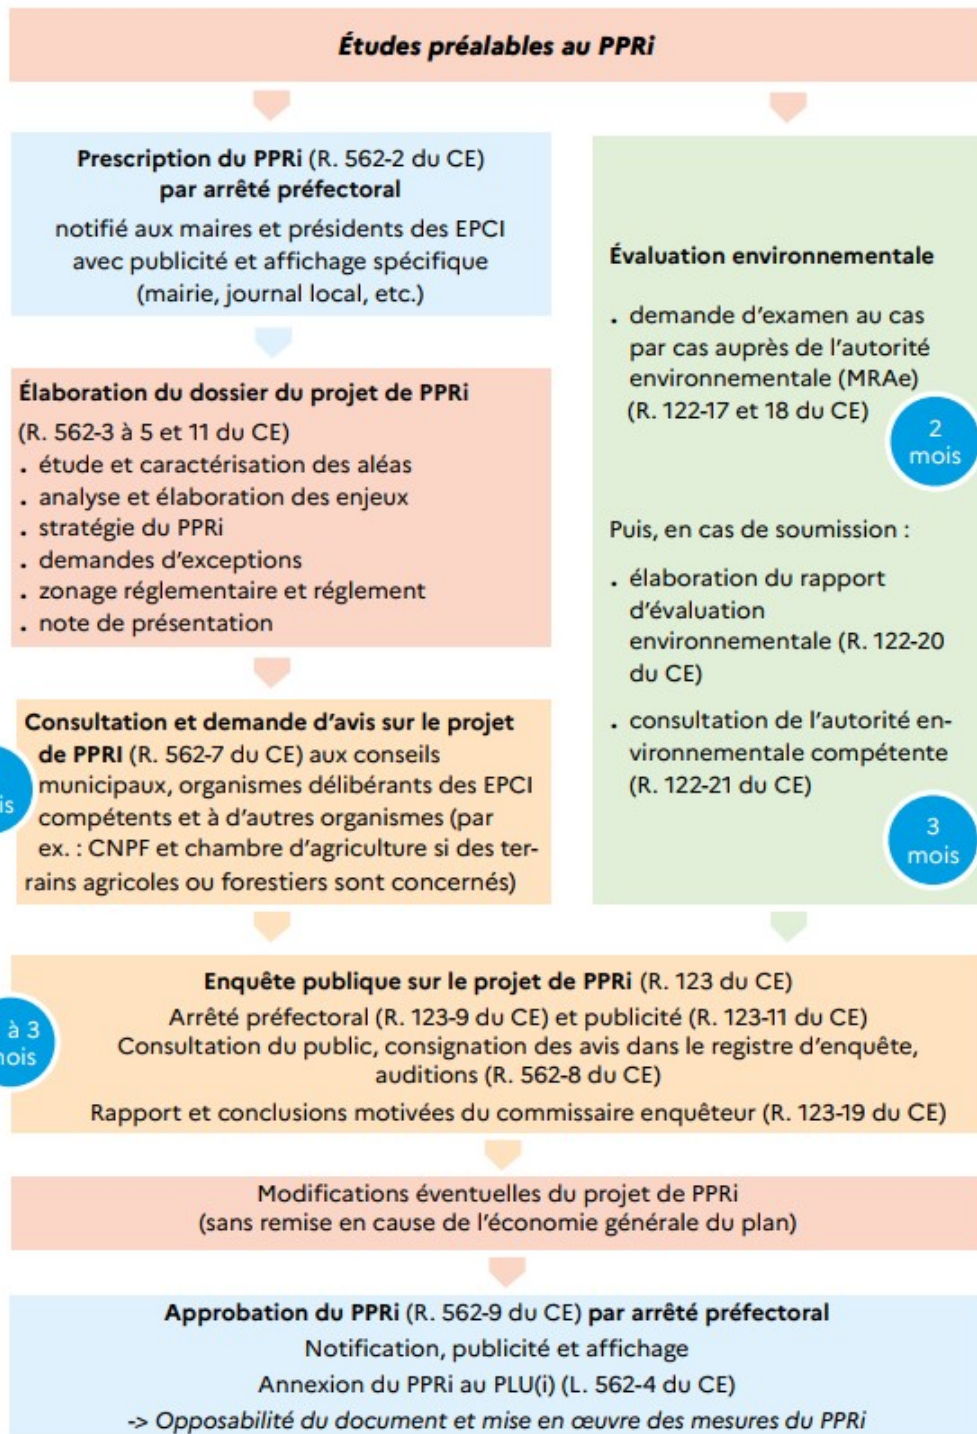 Études préalables au PPRi
Prescription du PPRi (R. 562-2 du CE)
par arrêté préfectoral
notifié aux maires et présidents des EPCI
avec publicité et affichage spécifique
(mairie, journal local, etc.)
Élaboration du dossier du projet de PPRi
(R. 562-3 à 5 et 11 du CE)
. étude et caractérisation des aléas
. analyse et élaboration des enjeux
. stratégie du PPRi
. demandes d'exceptions
. zonage réglementaire et réglement
. note de présentation
Consultation et demande d'avis sur le projet
de PPRI (R. 562-7 du CE) aux conseils
municipaux, organismes délibérants des EPCI
compétents et à d'autres organismes (par
ex. : CNPF et chambre d'agriculture si des ter-
rains agricoles ou forestiers sont concernés)
Évaluation environnementale
. demande d'examen au cas
par cas auprès de l'autorité
environnementale (MRAe)
(R. 122-17 et 18 du CE)
2
mois
Puis, en cas de soumission :
. élaboration du rapport
d'évaluation
environnementale (R. 122-20
du CE)
. consultation de l'autorité en-
vironnementale compétente
(R. 122-21 du CE)
3
mois
Enquête publique sur le projet de PPRi (R. 123 du CE)
Arrêté préfectoral (R. 123-9 du CE) et publicité (R. 123-11 du CE)
Consultation du public, consignation des avis dans le registre d'enquête,
auditions (R. 562-8 du CE)
Rapport et conclusions motivées du commissaire enquêteur (R. 123-19 du CE)
à 3
Modifications éventuelles du projet de PPRi
(sans remise en cause de l'économie générale du plan)
Approbation du PPRi (R. 562-9 du CE) par arrêté préfectoral
Notification, publicité et affichage
Annexion du PPRi au PLU(i) (L. 562-4 du CE)
-> Opposabilité du document et mise en œuvre des mesures du PPRi